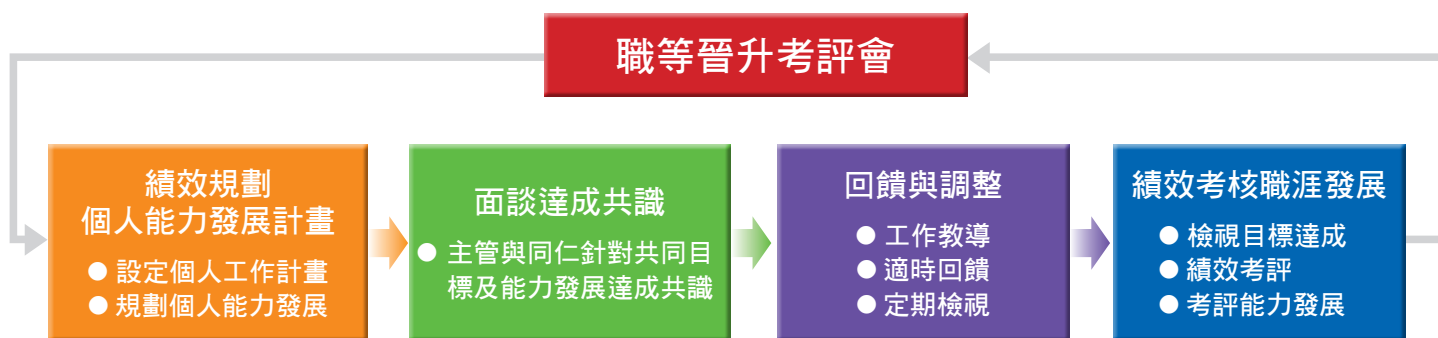 職等晉升考評會
績效規劃
個人能力發展計畫
● 設定個人工作計畫
● 規劃個人能力發展
面談達成共識
● 主管與同仁針對共同目
標及能力發展達成共識
回饋與調整
● 工作教導
● 適時回饋
● 定期檢視
績效考核職涯發展
● 檢視目標達成
● 績效考評
● 考評能力發展